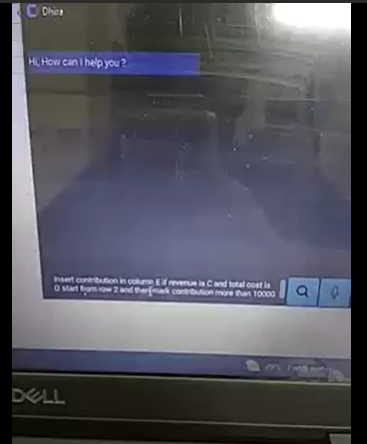 Dhira
Hi, How can I help you ?
Insert contribution in column E if revenue is C and total cost is
D start from row 2 and then mark contribution more than 10000
DELL